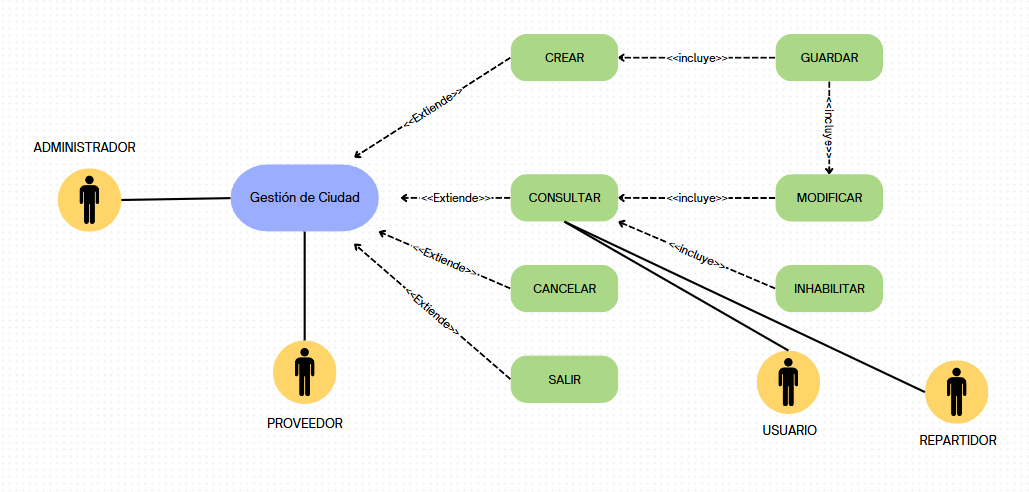 CREAR
<<incluye>>
GUARDAR
<<Extiende>>
<<incluye>>
ADMINISTRADOR
Gestión de Ciudad
<<Extiende>>
CONSULTAR
<<incluye>>
MODIFICAR
<<Extiende>>
<<incluye>>
CANCELAR
INHABILITAR
<<Extiende>>
SALIR
PROVEEDOR
USUARIO
REPARTIDOR